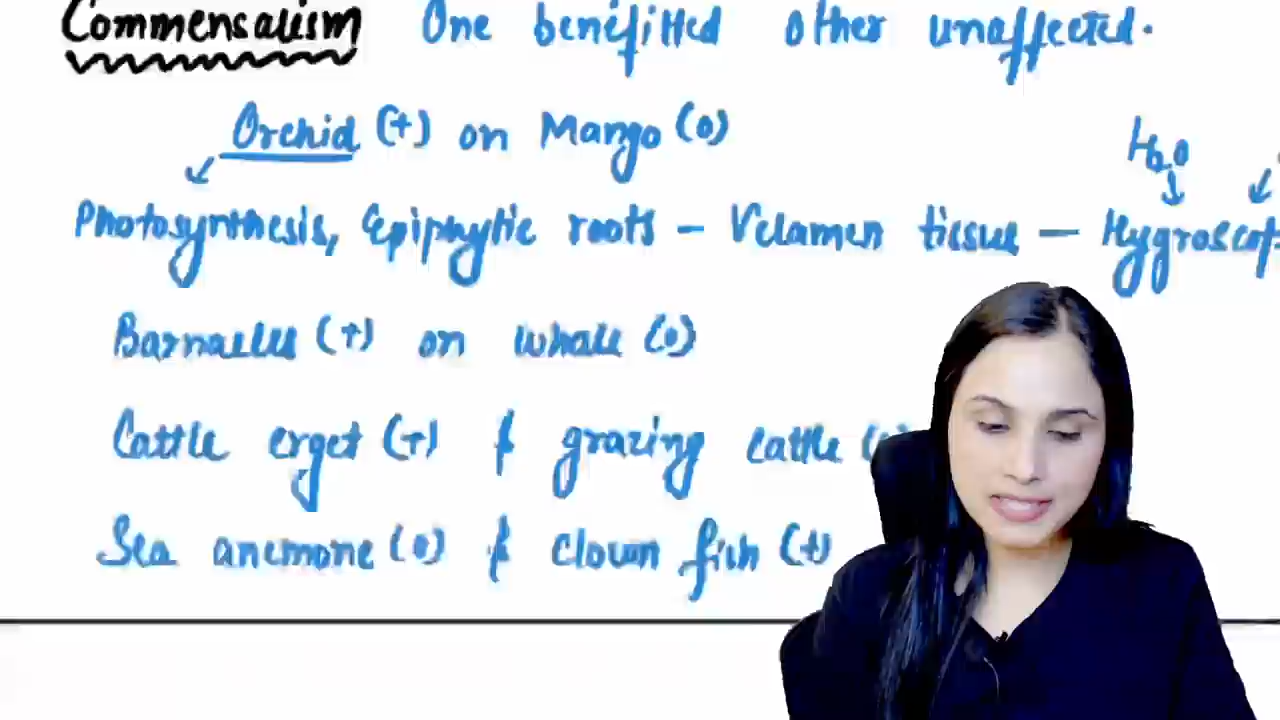 Commensalism One benefitted other unaffected.
Orchid (+) on Mango (0)
H2O
Photosynthesis, Epiphytic roots – Velamen tissue – Hygroscop
Barnacles (+) on whale (0)
Cattle erget (+) & grazing cattle (
Sea anemone (0) & clown fish (+)